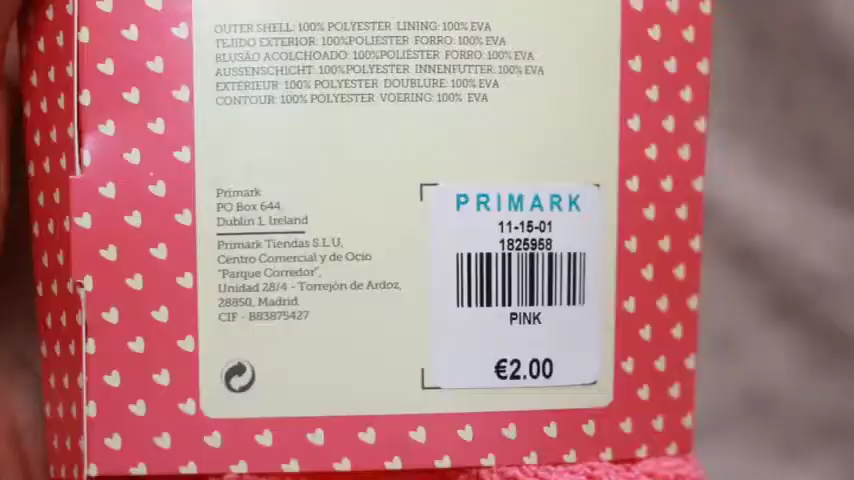 OUTER SHELL: 100% POLYESTER LINING: 100% EVA
TEJIDO EXTERIOR: 100%POLIESTER FORRO: 100% EVA
BLUSÃO ACOLCHOADO: 100%POLIÉSTER FORRO: 100% EVA
AUSSENSCHICHT: 100%POLYESTER INNENFUTTER: 100% EVA
EXTÉRIEUR: 100% POLYESTER DOUBLURE: 100% EVA
CONTOUR: 100% POLYESTER VOERING: 100% EVA
Primark
PO Box 644,
Dublin 1, Ireland
Primark Tiendas S.L.U,
Centro Comercial y de Ocio
"Parque Corredor",
Unidad 28/4 - Torrejón de Ardoz,
28850, Madrid
CIF - B83875427
PRIMARK
11-15-01
1825958
PINK
€2.00